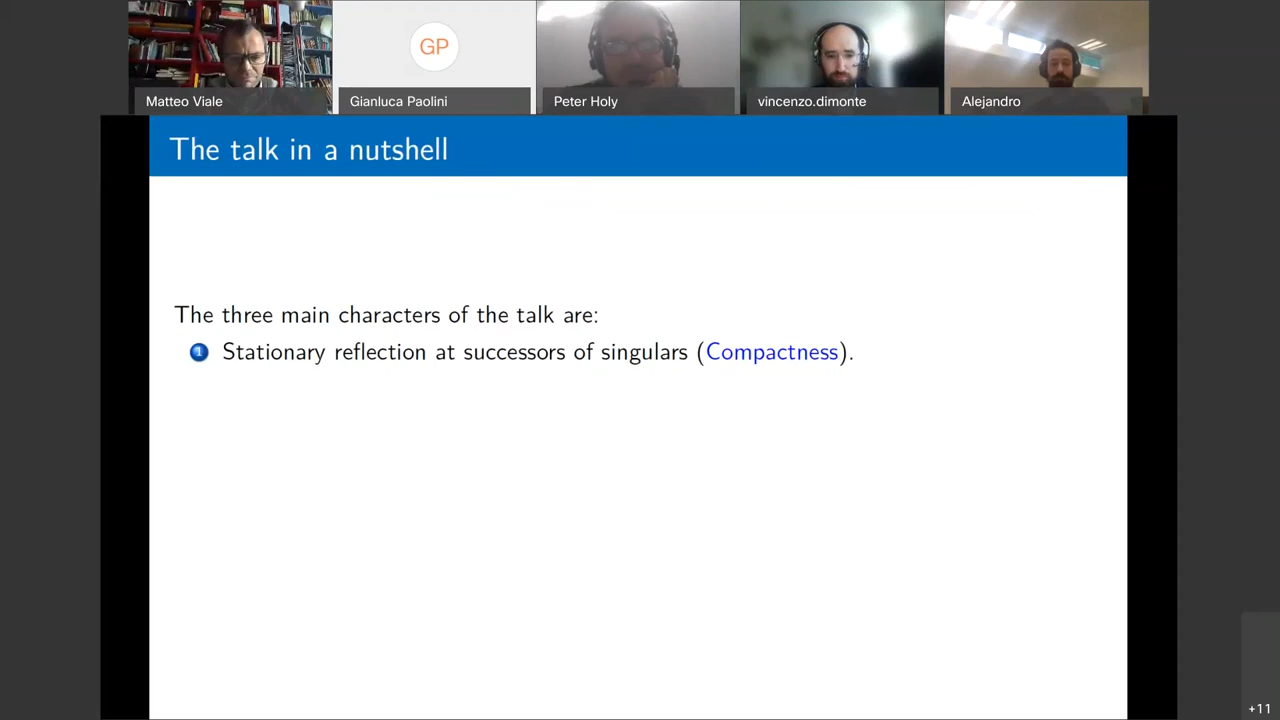 GP
Matteo Viale
Gianluca Paolini
Peter Holy
vincenzo.dimonte
Alejandro
The talk in a nutshell
The three main characters of the talk are:
1 Stationary reflection at successors of singulars (Compactness).
+11